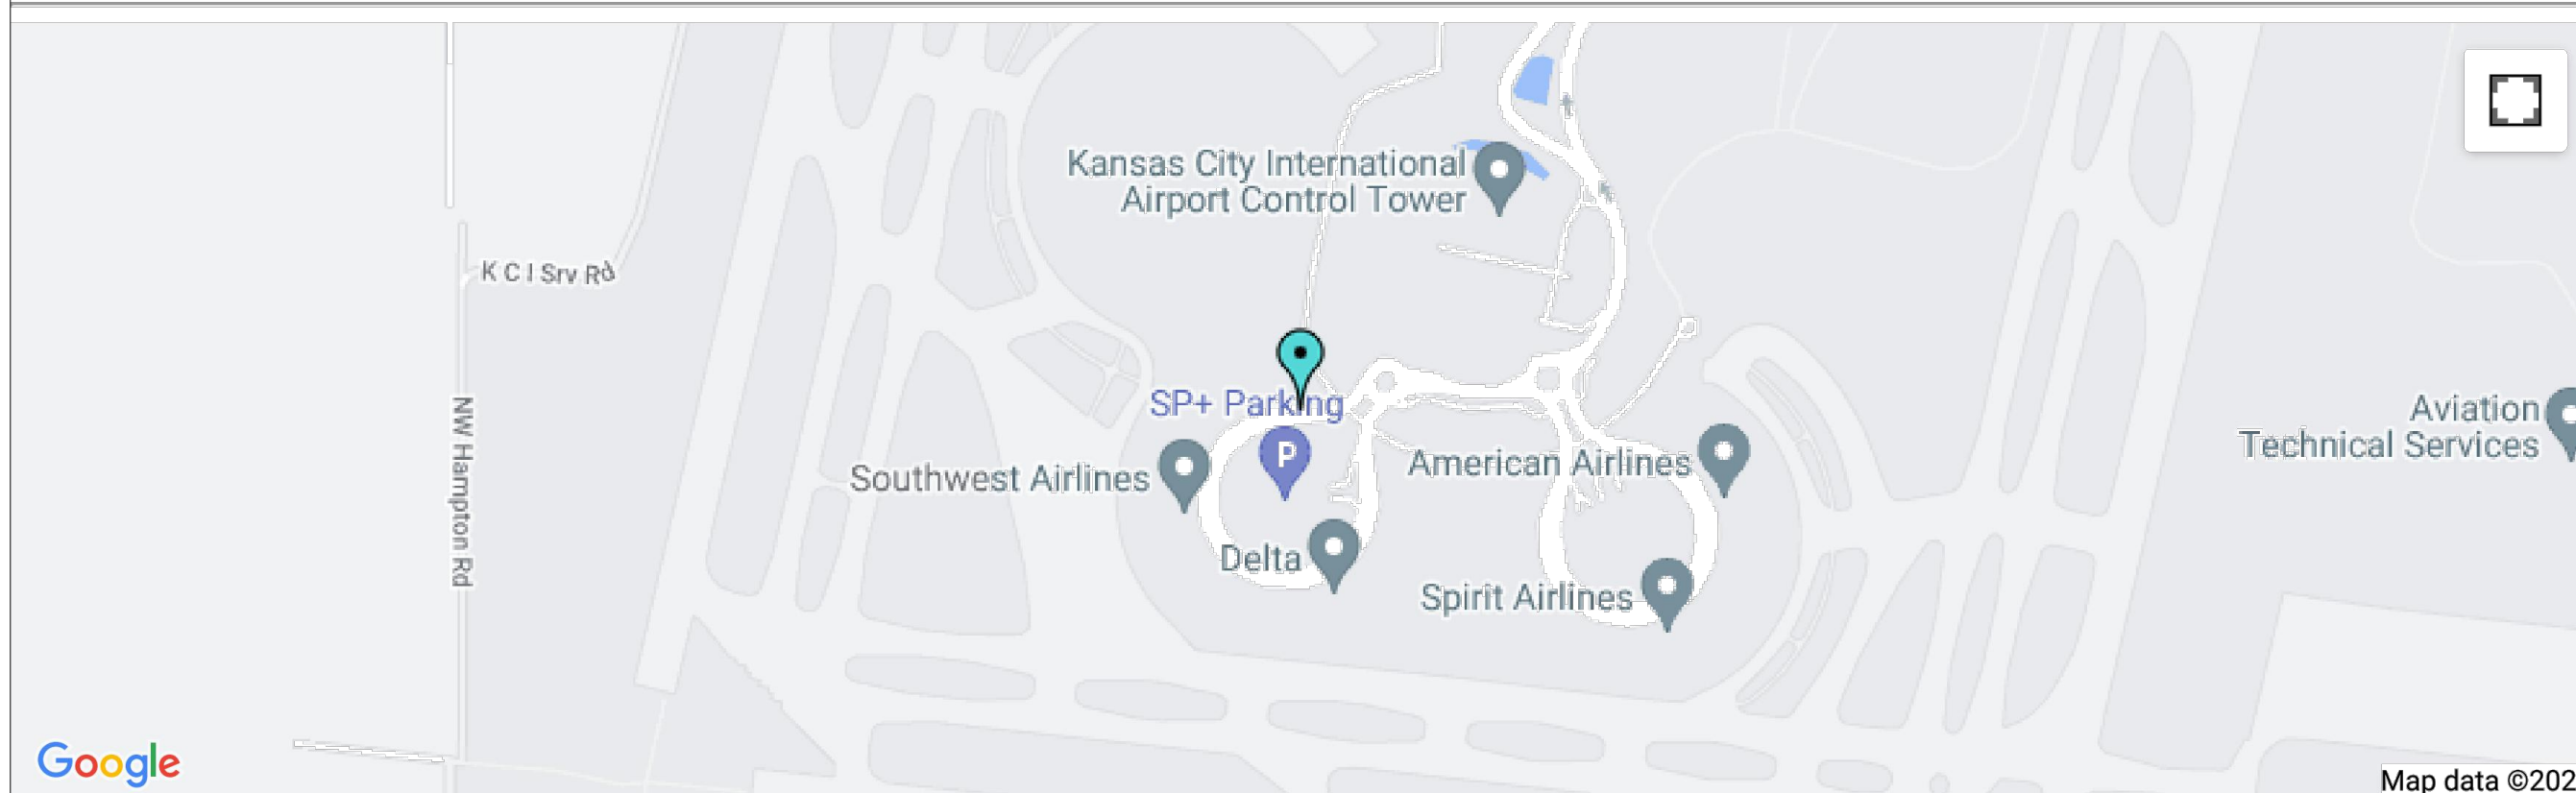 Kansas City International
Airport Control Tower
K C I Srv Rd
NW Hampton Rd
SP+ Parking
P
Southwest Airlines
American Airlines
Aviation
Technical Services
Delta
Spirit Airlines
Google
Map data ©202